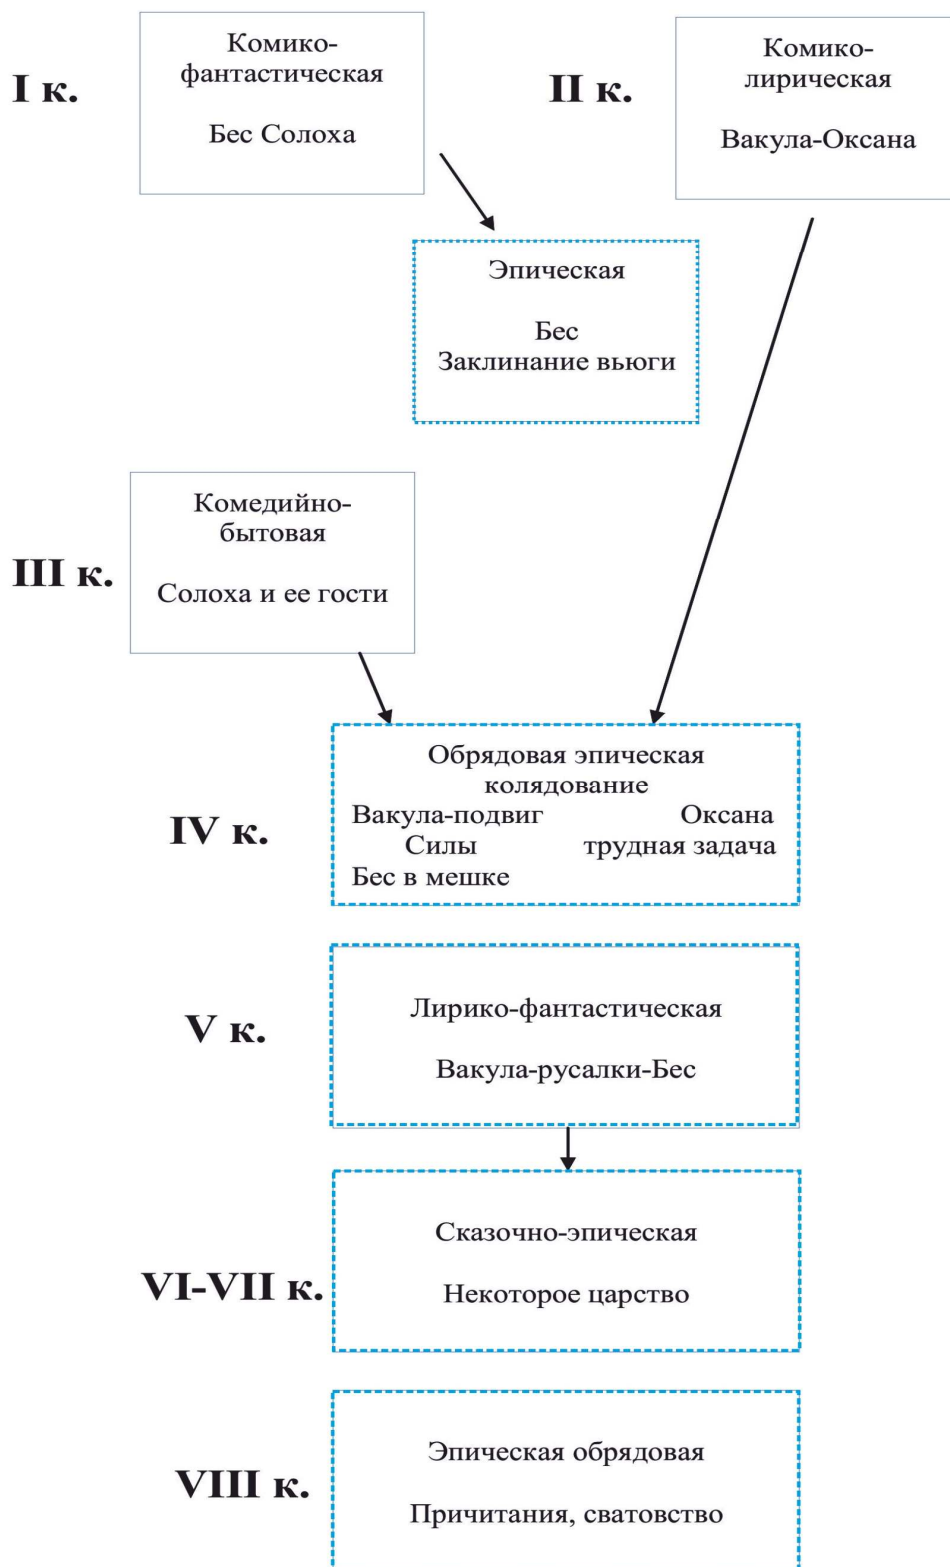 I к.
Комико-
фантастическая
Бес Солоха
II к.
Комико-
лирическая
Вакула-Оксана
Эпическая
Бес
Заклинание вьюги
III к.
Комедийно-
бытовая
Солоха и ее гости
IV к.
Обрядовая эпическая
колядование
Вакула-подвиг Оксана
Силы трудная задача
Бес в мешке
V к.
Лирико-фантастическая
Вакула-русалки-Бес
VI-VII к.
Сказочно-эпическая
Некоторое царство
VIII к.
Эпическая обрядовая
Причитания, сватовство